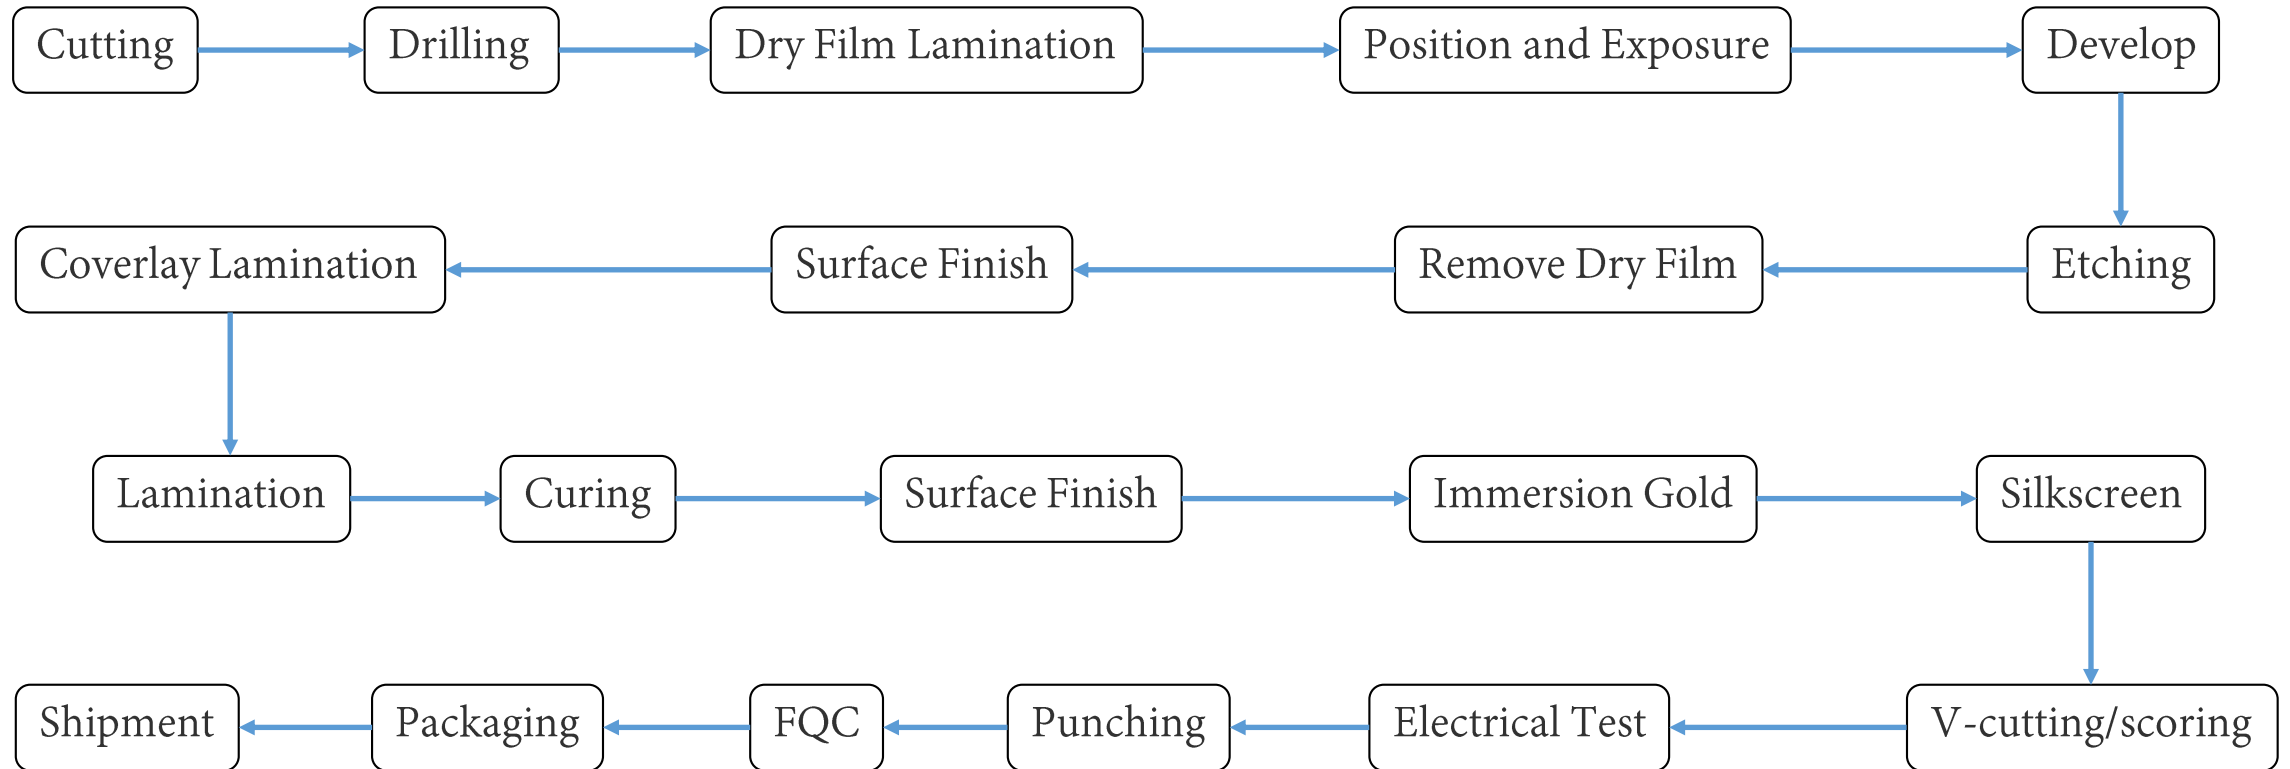 Cutting
Drilling
Dry Film Lamination
Position and Exposure
Develop
Etching
Remove Dry Film
Surface Finish
Coverlay Lamination
Lamination
Curing
Surface Finish
Immersion Gold
Silkscreen
V-cutting/scoring
Electrical Test
Punching
FQC
Packaging
Shipment